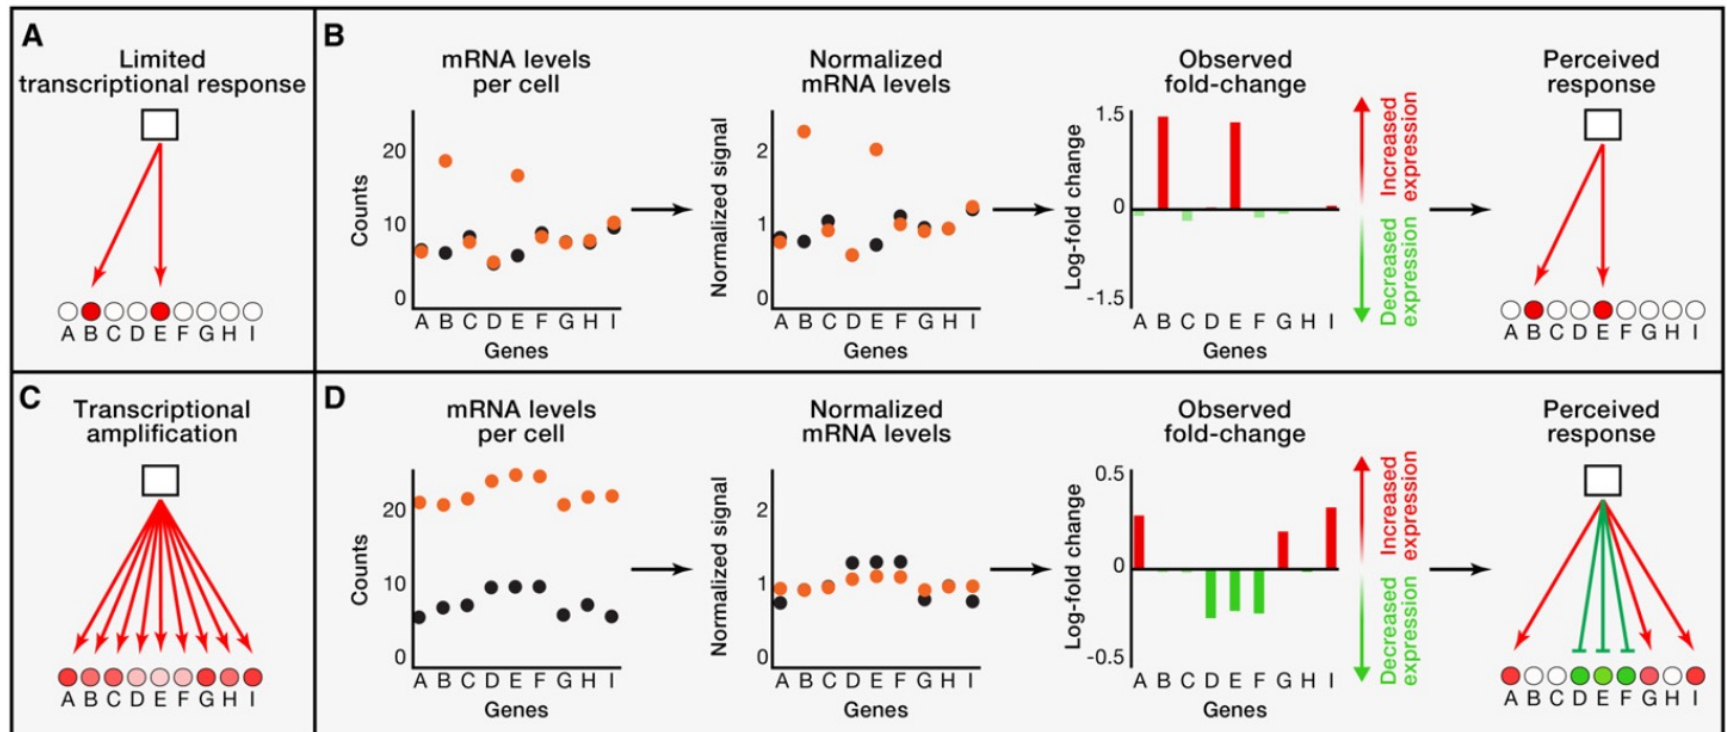 A
Limited
transcriptional response
A B C D E F G H I
B
mRNA levels
per cell
Counts
20
10
0
A B C D E F G H I
Genes
Normalized
mRNA levels
Normalized signal
2
1
0
A B C D E F G H I
Genes
Observed
fold-change
Log-fold change
1.5
0
-1.5
A B C D E F G H I
Genes
Increased
expression
Decreased
expression
Perceived
response
A B C D E F G H I
C
Transcriptional
amplification
A B C D E F G H I
D
mRNA levels
per cell
Counts
20
10
0
A B C D E F G H I
Genes
Normalized
mRNA levels
Normalized signal
2
1
0
A B C D E F G H I
Genes
Observed
fold-change
Log-fold change
0.5
0
-0.5
A B C D E F G H I
Genes
Increased
expression
Decreased
expression
Perceived
response
A B C D E F G H I